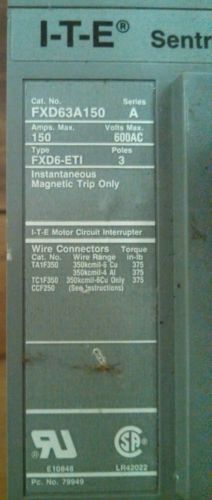 I-T-E® Sentr
Cat. No. Series
FXD63A150 A
Amps. Max. Volts Max.
150 600AC
Type Poles
FXD6-ETI 3
Instantaneous
Magnetic Trip Only
I-T-E Motor Circuit Interrupter
Wire Connectors Torque
Cat. No. Wire Range in-lb
TA1F350 350kcmil-6 Cu 375
350kcmil-4 Al 375
TC1F350 350kcmil-6Cu Only 375
CCF250 (See Instructions)
UR ® SA ®
E10848 LR42022
Pc. No. 79949